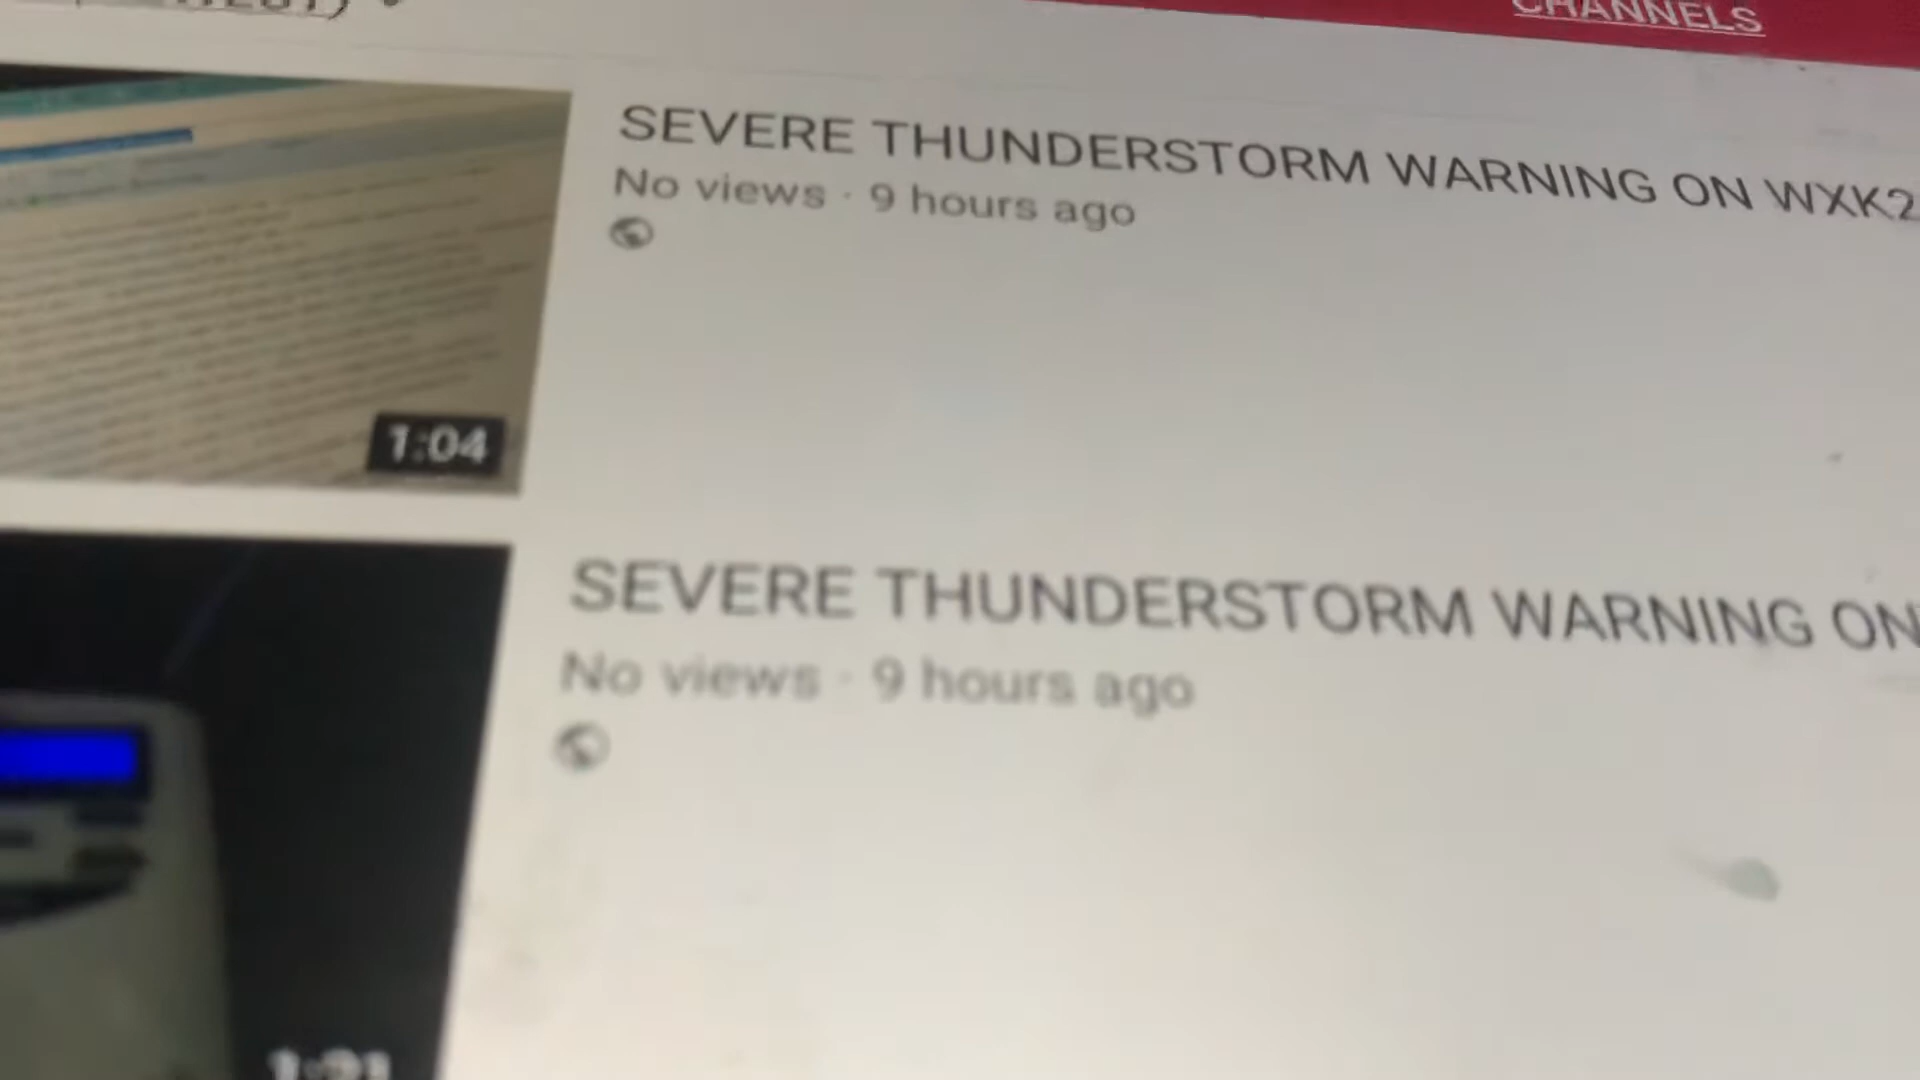 CHANNELS
SEVERE THUNDERSTORM WARNING ON WXK2
No views · 9 hours ago
1:04
SEVERE THUNDERSTORM WARNING ON
No views · 9 hours ago